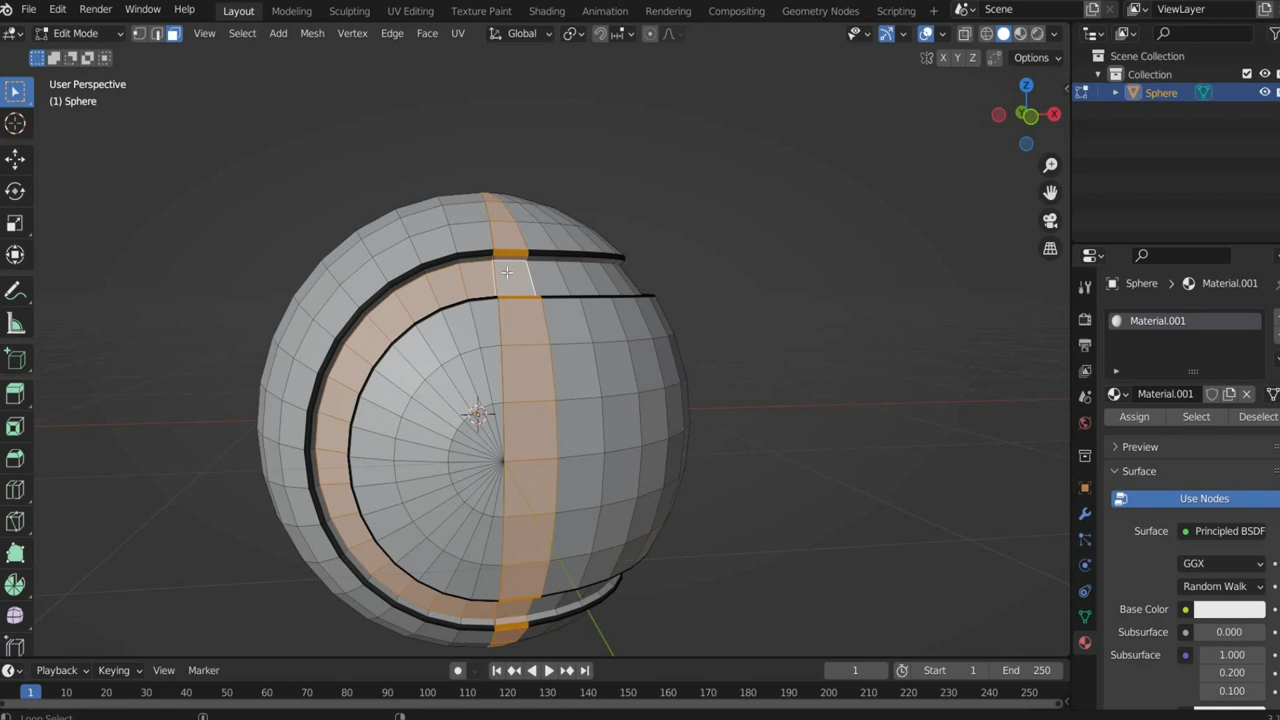 File Edit Render Window Help Layout Modeling Sculpting UV Editing Texture Paint Shading Animation Rendering Compositing Geometry Nodes Scripting + Scene ViewLayer
Edit Mode View Select Add Mesh Vertex Edge Face UV Global
X Y Z Options
User Perspective
(1) Sphere
Z
Y
X
Scene Collection
Collection
Sphere
Sphere Material.001
Material.001
Material.001
Assign Select Deselect
Preview
Surface
Use Nodes
Surface Principled BSDF
GGX
Random Walk
Base Color
Subsurface 0.000
Subsurface 1.000
0.200
0.100
Playback Keying View Marker 1 Start 1 End 250
1 10 20 30 40 50 60 70 80 90 100 110 120 130 140 150 160 170 180 190 200 210 220 230 240 250
Loop Select